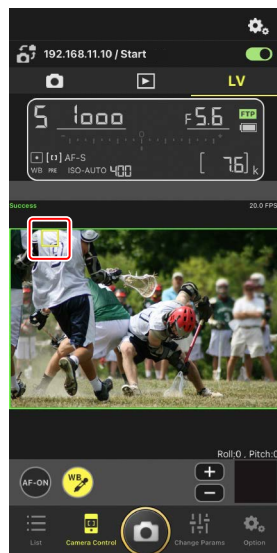 192.168.11.10 / Start
LV
S 1000 F5.6 FTP
[•] [ ] AF-S
WB PRE ISO-AUTO 400 [ 7.6] k
Success 20.0 FPS
Roll:0 , Pitch:0
AF-ON WB +
−
List Camera Control Change Params Option